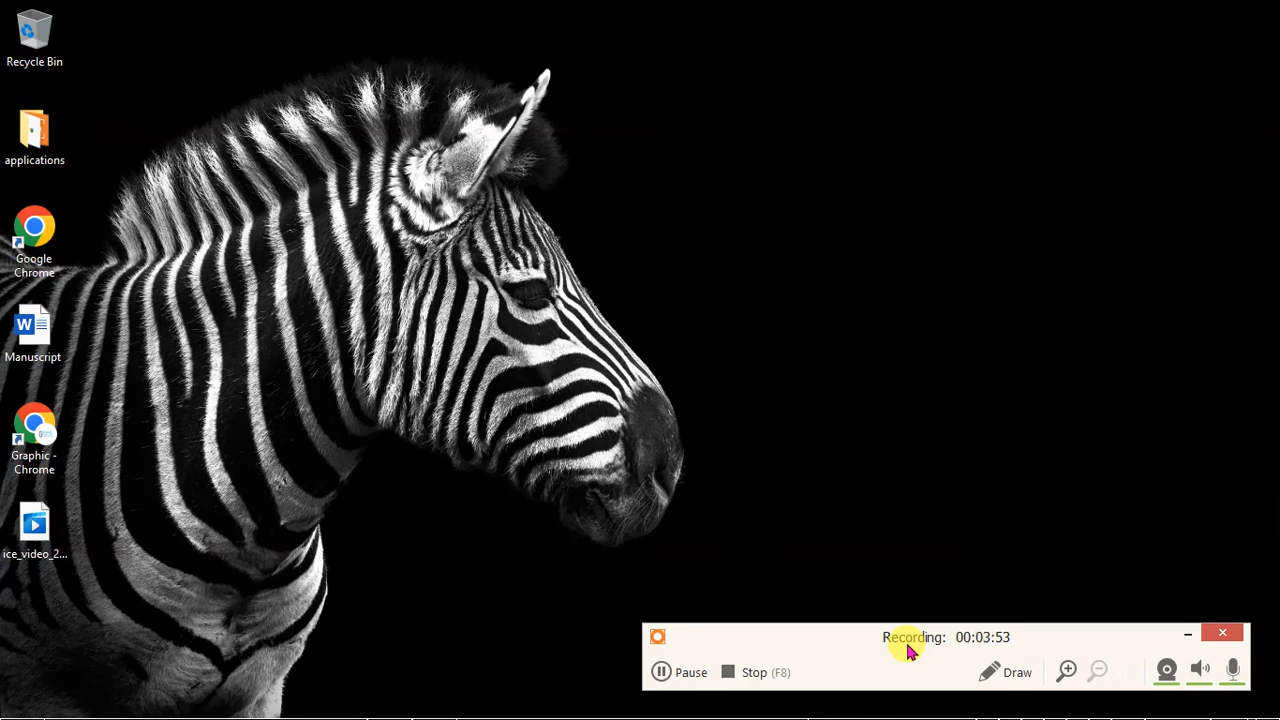 Recycle Bin
applications
Google
Chrome
Manuscript
Graphic -
Chrome
ice_video_2...
Recording: 00:03:53
Pause
Stop (F8)
Draw